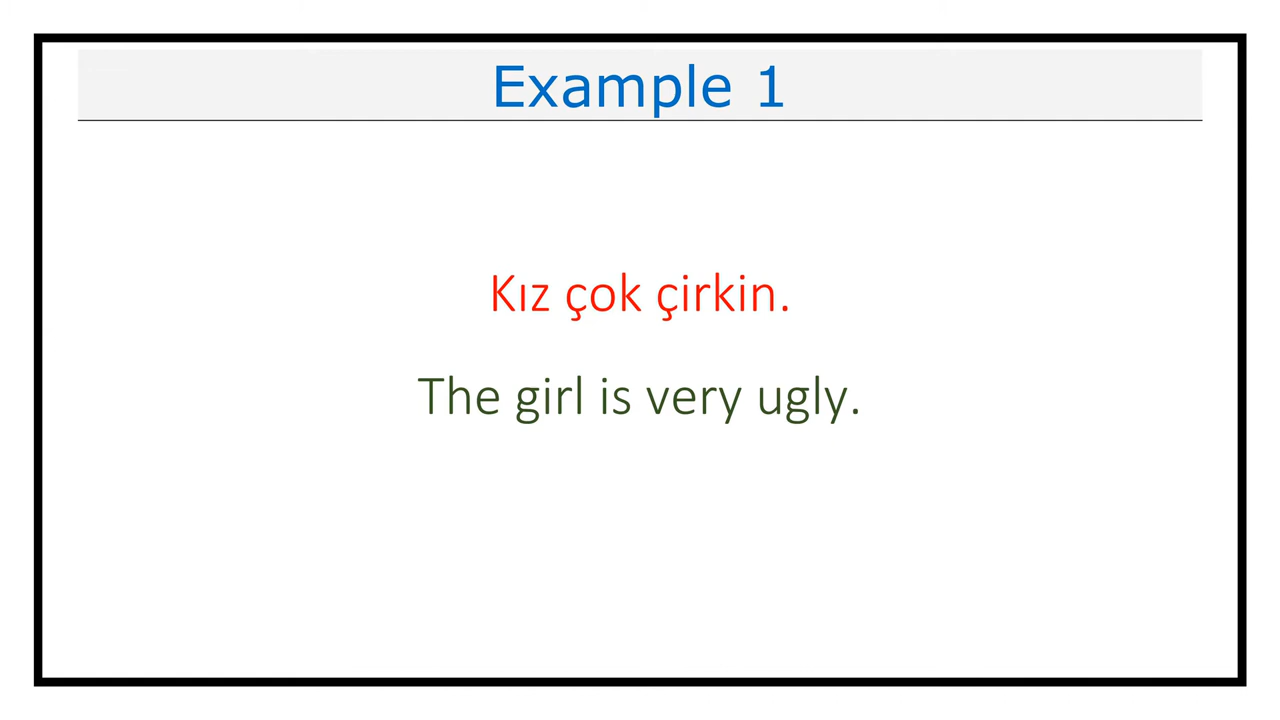 Example 1
Kız çok çirkin.
The girl is very ugly.